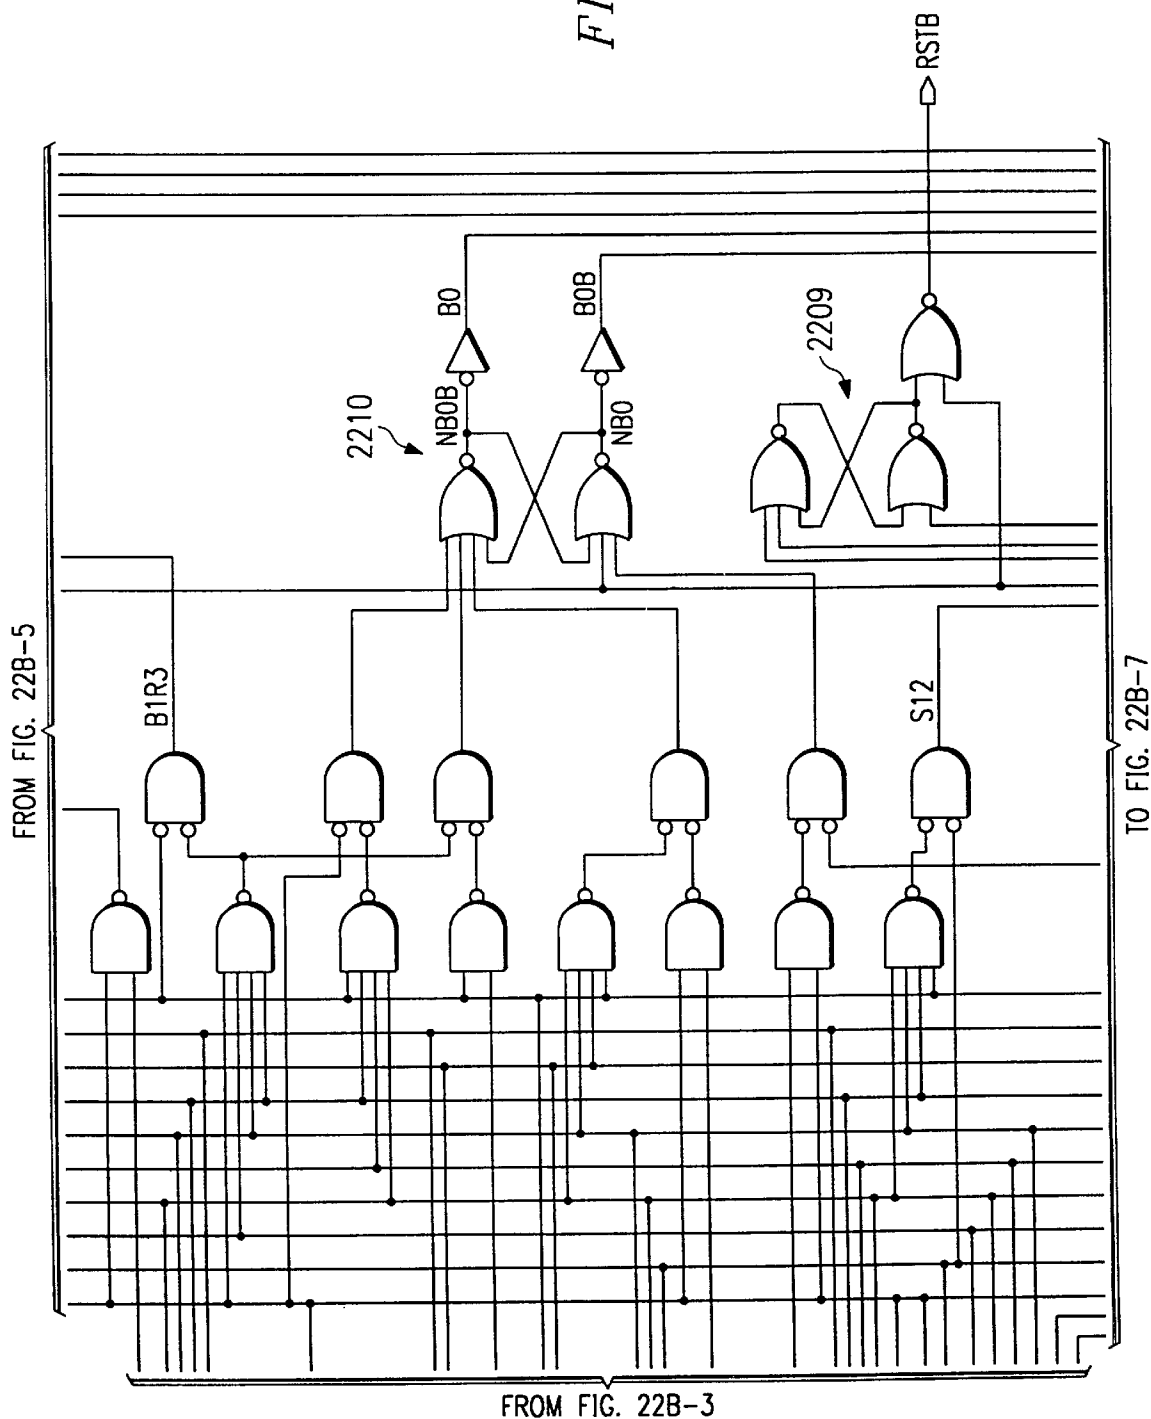 FI
RSTB
FROM FIG. 22B-5
B0
B0B
2209
NB0B
2210
NB0
B1R3
S12
TO FIG. 22B-7
FROM FIG. 22B-3